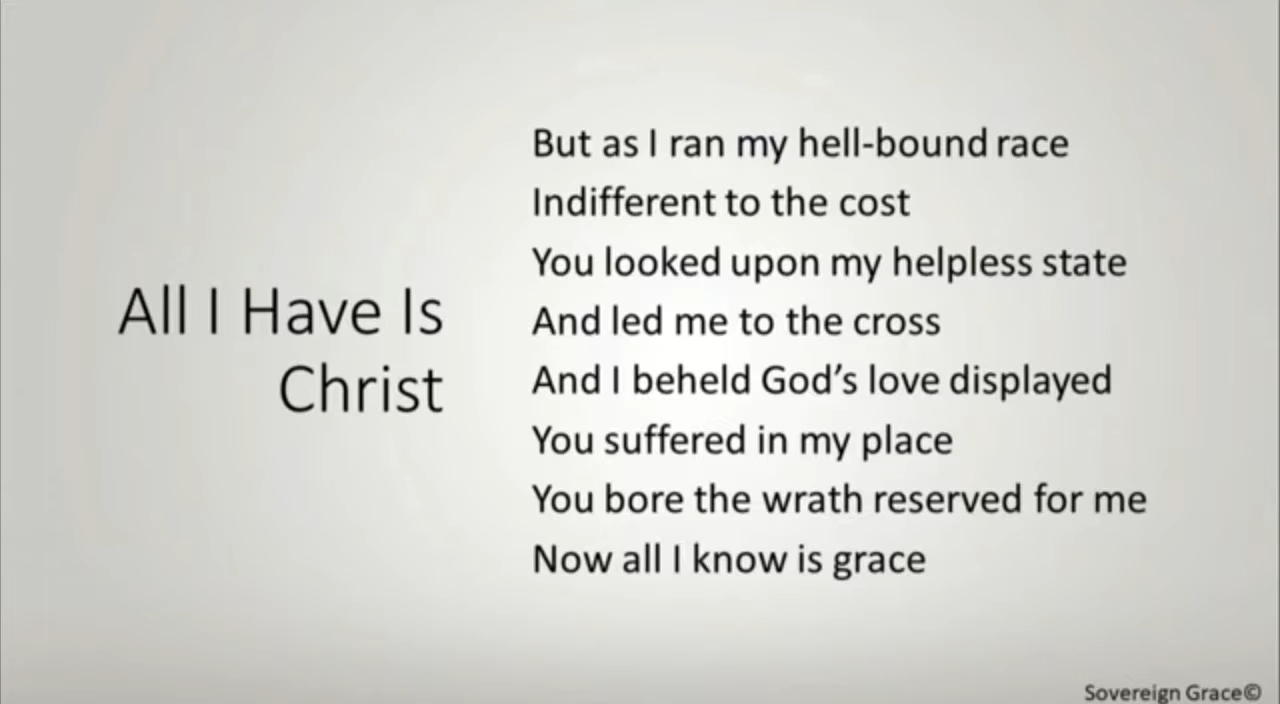 All I Have Is
Christ
But as I ran my hell-bound race
Indifferent to the cost
You looked upon my helpless state
And led me to the cross
And I beheld God’s love displayed
You suffered in my place
You bore the wrath reserved for me
Now all I know is grace
Sovereign Grace©